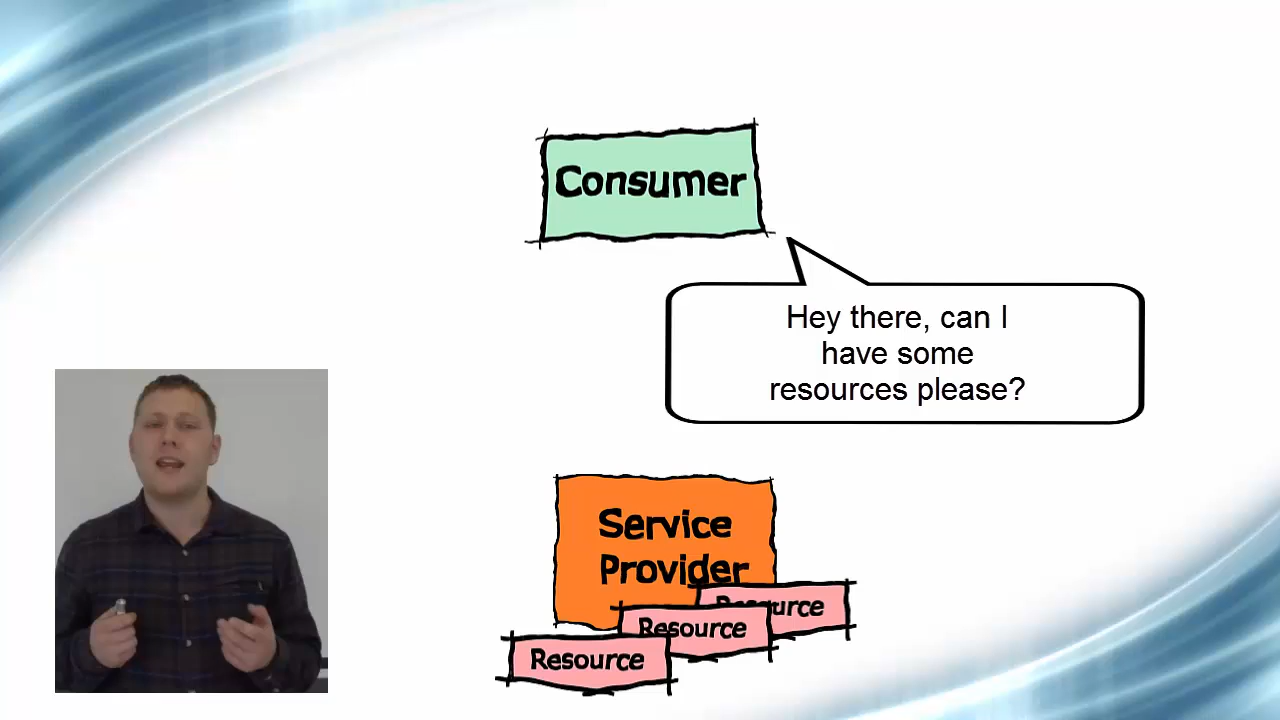 Consumer
Hey there, can I
have some
resources please?
Service
Provider
Resource
Resource
Resource